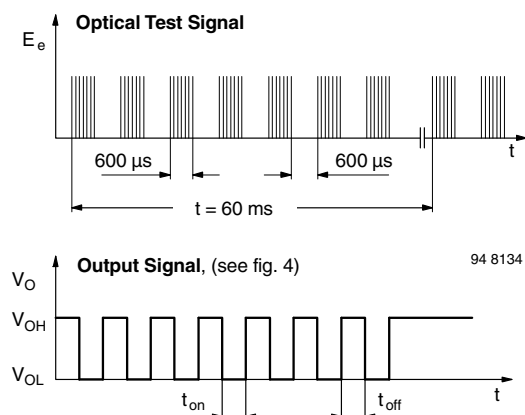 Optical Test Signal
E e
600 µs
600 µs
t
t = 60 ms
Output Signal, (see fig. 4)
94 8134
V O
V OH
V OL
t on
t off
t